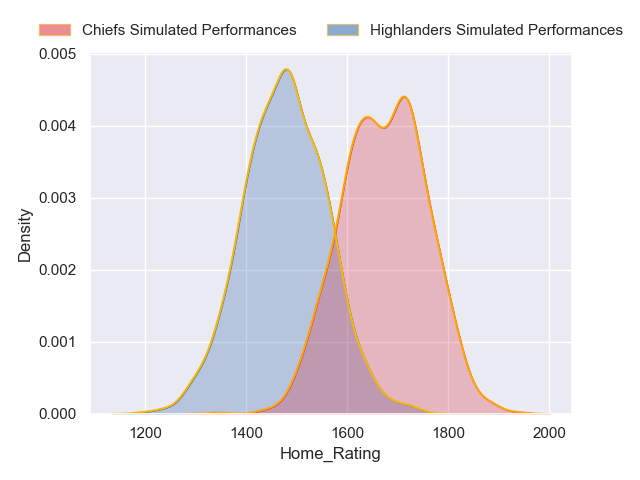 Chiefs Simulated Performances Highlanders Simulated Performances
0.005
0.004
0.003
0.002
0.001
0.000
Density
1200 1400 1600 1800 2000
Home_Rating